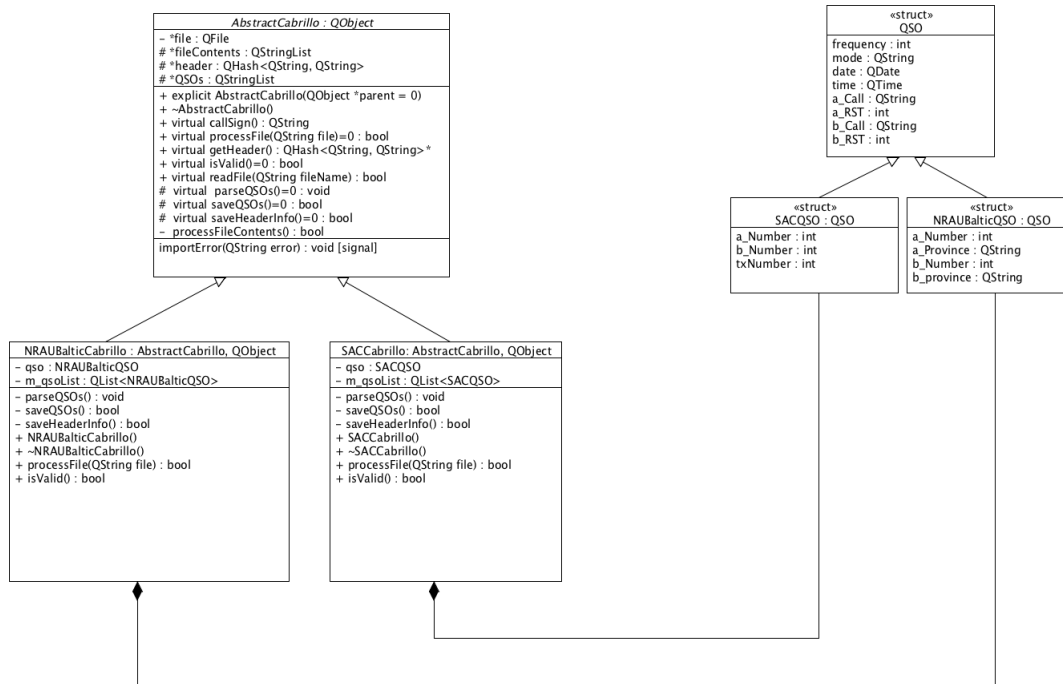 AbstractCabrillo : QObject
– *file : QFile
# *fileContents : QStringList
# *header : QHash<QString, QString>
# *QSOs : QStringList
+ explicit AbstractCabrillo(QObject *parent = 0)
+ ~AbstractCabrillo()
+ virtual callSign() : QString
+ virtual processFile(QString file)=0 : bool
+ virtual getHeader() : QHash<QString, QString>*
+ virtual isValid()=0 : bool
+ virtual readFile(QString fileName) : bool
# virtual parseQSOs()=0 : void
# virtual saveQSOs()=0 : bool
# virtual saveHeaderInfo()=0 : bool
– processFileContents() : bool
importError(QString error) : void [signal]
«struct»
QSO
frequency : int
mode : QString
date : QDate
time : QTime
a_Call : QString
a_RST : int
b_Call : QString
b_RST : int
«struct»
SACQSO : QSO
a_Number : int
b_Number : int
txNumber : int
«struct»
NRAUBalticQSO : QSO
a_Number : int
a_Province : QString
b_Number : int
b_province : QString
NRAUBalticCabrillo : AbstractCabrillo, QObject
– qso : NRAUBalticQSO
– m_qsoList : QList<NRAUBalticQSO>
– parseQSOs() : void
– saveQSOs() : bool
– saveHeaderInfo() : bool
+ NRAUBalticCabrillo()
+ ~NRAUBalticCabrillo()
+ processFile(QString file) : bool
+ isValid() : bool
SACCabrillo: AbstractCabrillo, QObject
– qso : SACQSO
– m_qsoList : QList<SACQSO>
– parseQSOs() : void
– saveQSOs() : bool
– saveHeaderInfo() : bool
+ SACCabrillo()
+ ~SACCabrillo()
+ processFile(QString file) : bool
+ isValid() : bool